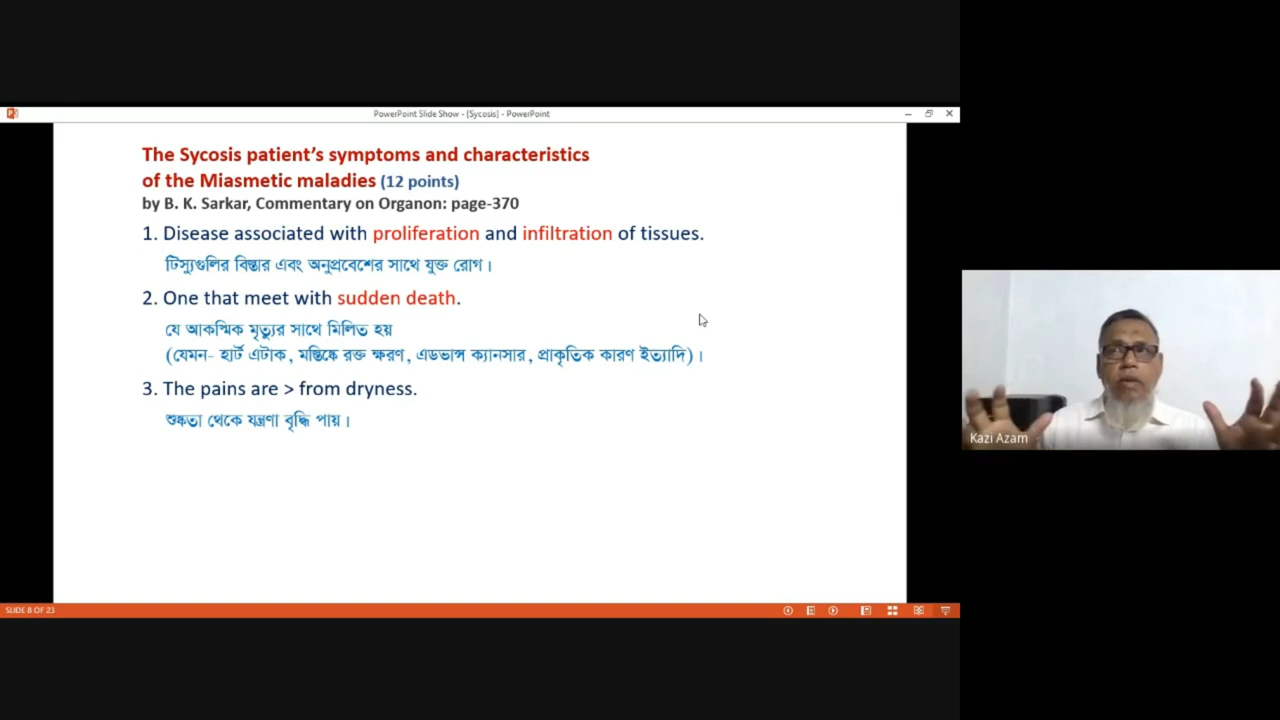 PowerPoint Slide Show - [Sycosis] - PowerPoint
The Sycosis patient's symptoms and characteristics
of the Miasmetic maladies (12 points)
by B. K. Sarkar, Commentary on Organon: page-370
1. Disease associated with proliferation and infiltration of tissues.
টিস্যুগুলির বিস্তার এবং অনুপ্রবেশের সাথে যুক্ত রোগ।
2. One that meet with sudden death.
যে আকস্মিক মৃত্যুর সাথে মিলিত হয়
(যেমন- হার্ট এটাক, মস্তিষ্কে রক্ত ক্ষরণ, এডভান্স ক্যানসার, প্রাকৃতিক কারণ ইত্যাদি)।
3. The pains are > from dryness.
শুষ্কতা থেকে যন্ত্রণা বৃদ্ধি পায়।
Kazi Azam
SLIDE 8 OF 23